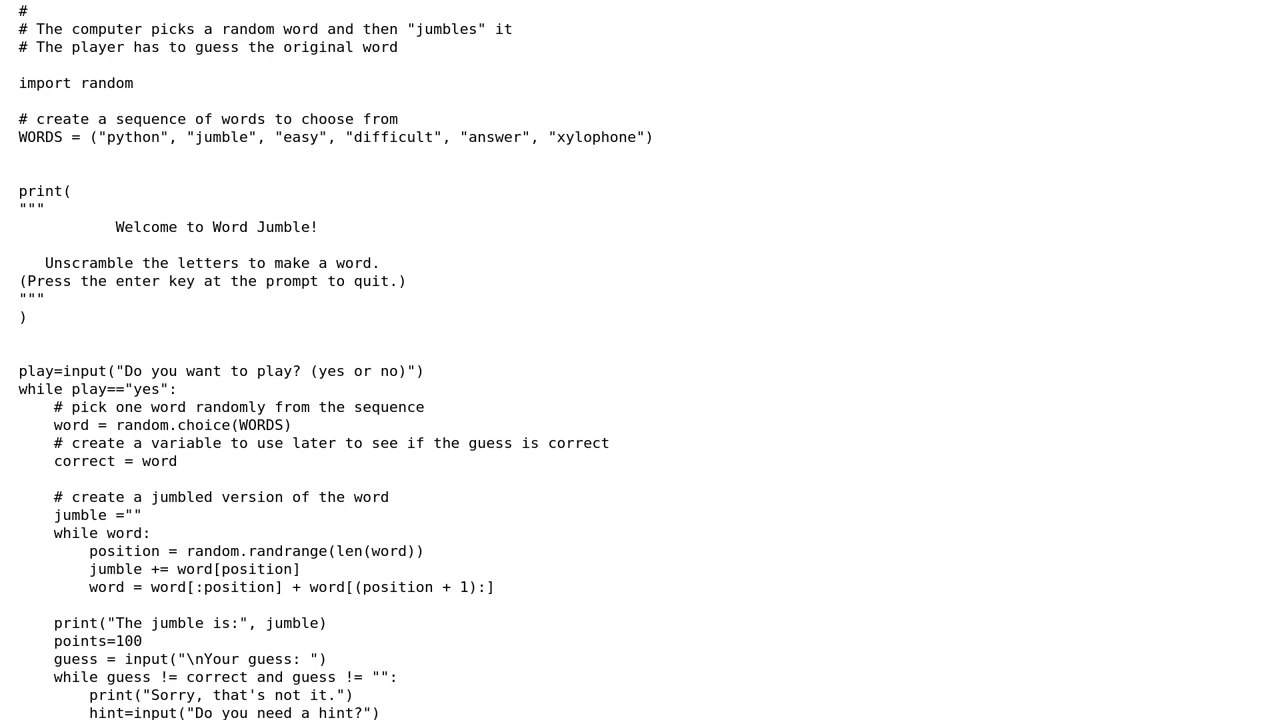 #
# The computer picks a random word and then "jumbles" it
# The player has to guess the original word

import random

# create a sequence of words to choose from
WORDS = ("python", "jumble", "easy", "difficult", "answer", "xylophone")


print(
"""
           Welcome to Word Jumble!

   Unscramble the letters to make a word.
(Press the enter key at the prompt to quit.)
"""
)


play=input("Do you want to play? (yes or no)")
while play=="yes":
    # pick one word randomly from the sequence
    word = random.choice(WORDS)
    # create a variable to use later to see if the guess is correct
    correct = word

    # create a jumbled version of the word
    jumble =""
    while word:
        position = random.randrange(len(word))
        jumble += word[position]
        word = word[:position] + word[(position + 1):]

    print("The jumble is:", jumble)
    points=100
    guess = input("\nYour guess: ")
    while guess != correct and guess != "":
        print("Sorry, that's not it.")
        hint=input("Do you need a hint?")